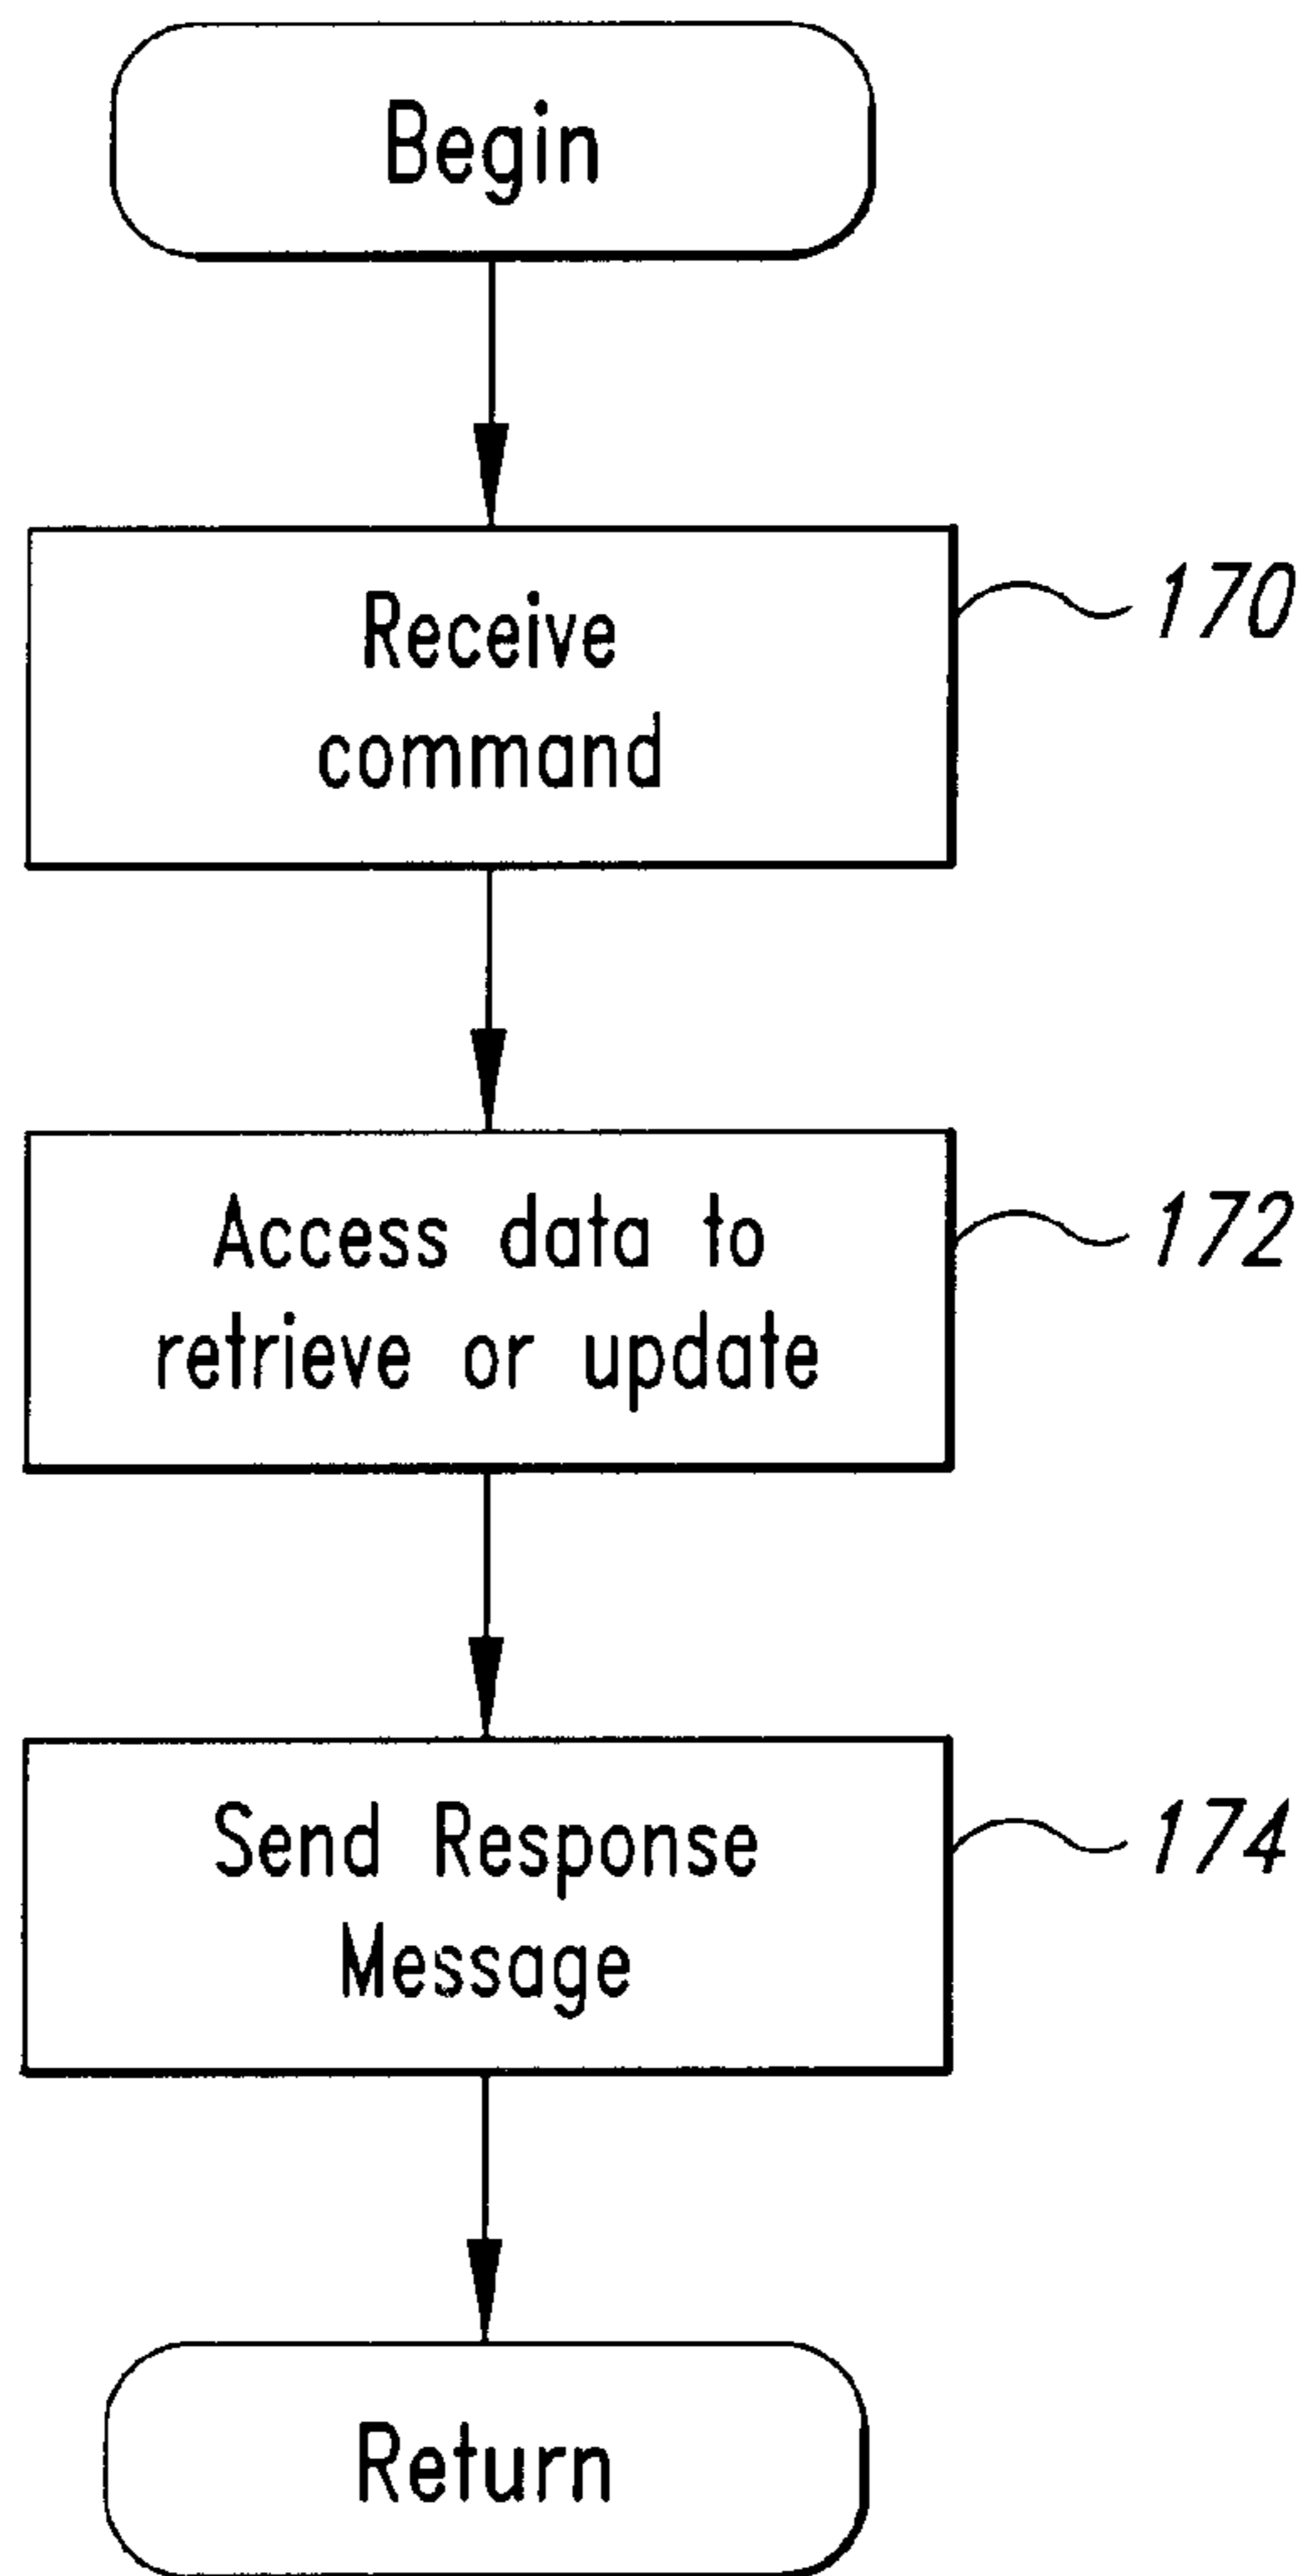 Begin
Receive
command
170
Access data to
retrieve or update
172
Send Response
Message
174
Return